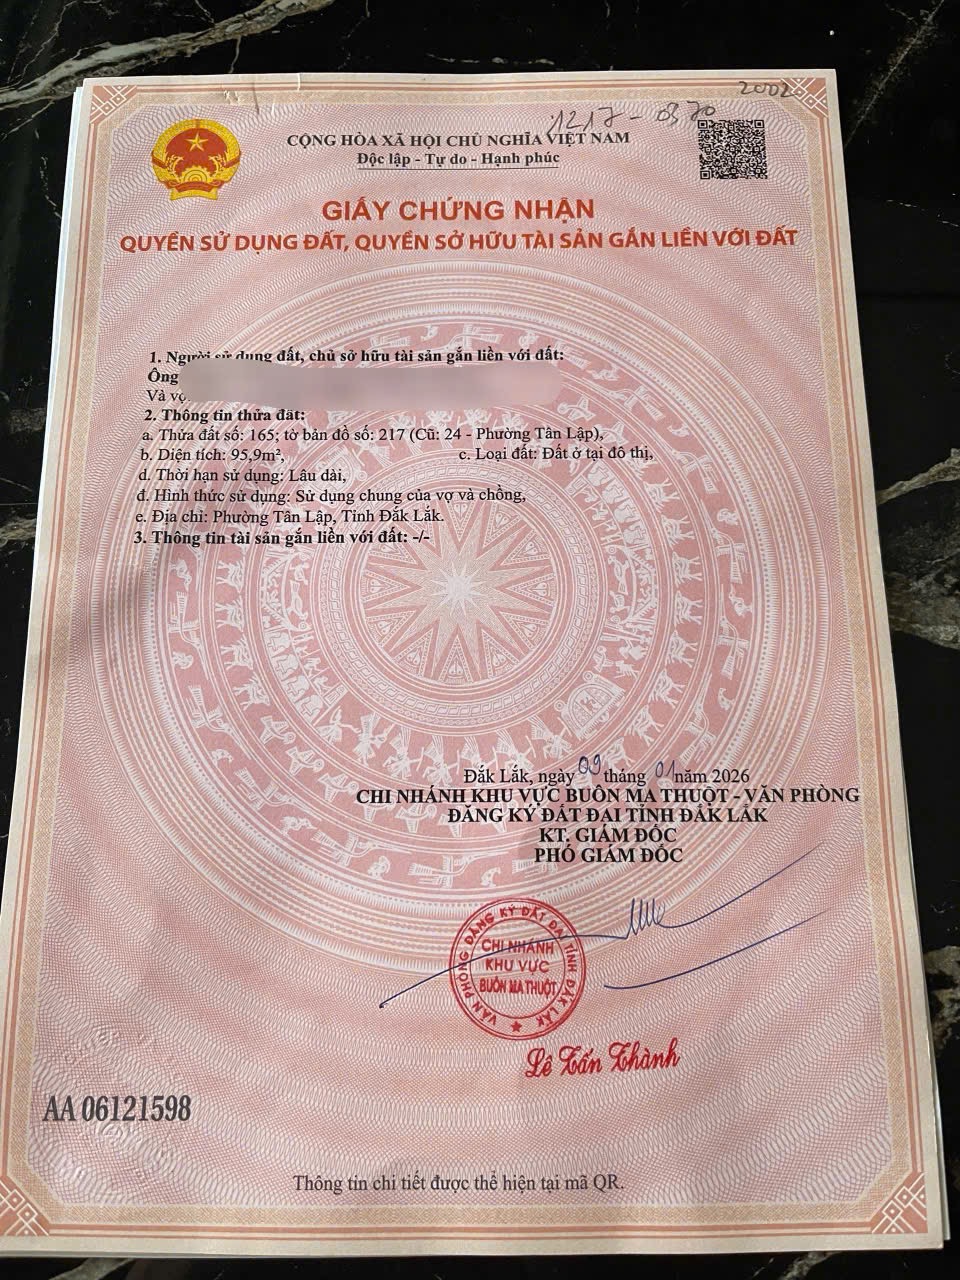 20022
1217 - 0370
CỘNG HÒA XÃ HỘI CHỦ NGHĨA VIỆT NAM
Độc lập - Tự do - Hạnh phúc
GIẤY CHỨNG NHẬN
QUYỀN SỬ DỤNG ĐẤT, QUYỀN SỞ HỮU TÀI SẢN GẮN LIỀN VỚI ĐẤT
1. Người sử dụng đất, chủ sở hữu tài sản gắn liền với đất:
Ông
Và vợ
2. Thông tin thửa đất:
a. Thửa đất số: 165; tờ bản đồ số: 217 (Cũ: 24 - Phường Tân Lập),
b. Diện tích: 95,9m², c. Loại đất: Đất ở tại đô thị,
d. Thời hạn sử dụng: Lâu dài,
đ. Hình thức sử dụng: Sử dụng chung của vợ và chồng,
e. Địa chỉ: Phường Tân Lập, Tỉnh Đắk Lắk.
3. Thông tin tài sản gắn liền với đất: -/-
Đắk Lắk, ngày 09 tháng 01 năm 2026
CHI NHÁNH KHU VỰC BUÔN MA THUỘT - VĂN PHÒNG
ĐĂNG KÝ ĐẤT ĐAI TỈNH ĐẮK LẮK
KT. GIÁM ĐỐC
PHÓ GIÁM ĐỐC
VĂN PHÒNG ĐĂNG KÝ ĐẤT ĐAI TỈNH ĐẮK LẮK
CHI NHÁNH
KHU VỰC
BUÔN MA THUỘT
Lê Tấn Thành
AA 06121598
Thông tin chi tiết được thể hiện tại mã QR.